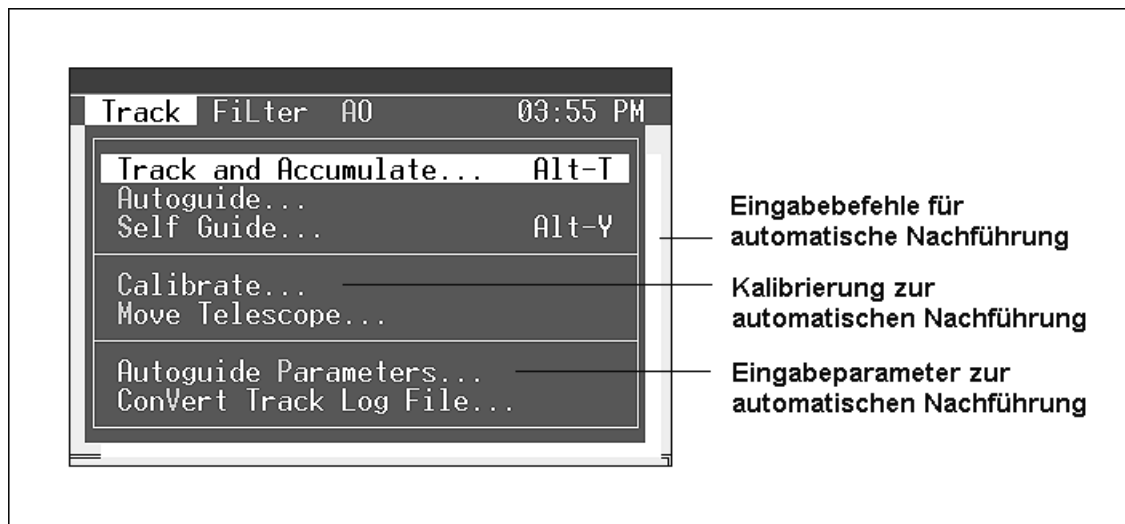 Track FiLter AO 03:55 PM
Track and Accumulate... Alt-T
Autoguide...
Self Guide... Alt-Y
Calibrate...
Move Telescope...
Autoguide Parameters...
ConVert Track Log File...
Eingabebefehle für
automatische Nachführung
Kalibrierung zur
automatischen Nachführung
Eingabeparameter zur
automatischen Nachführung